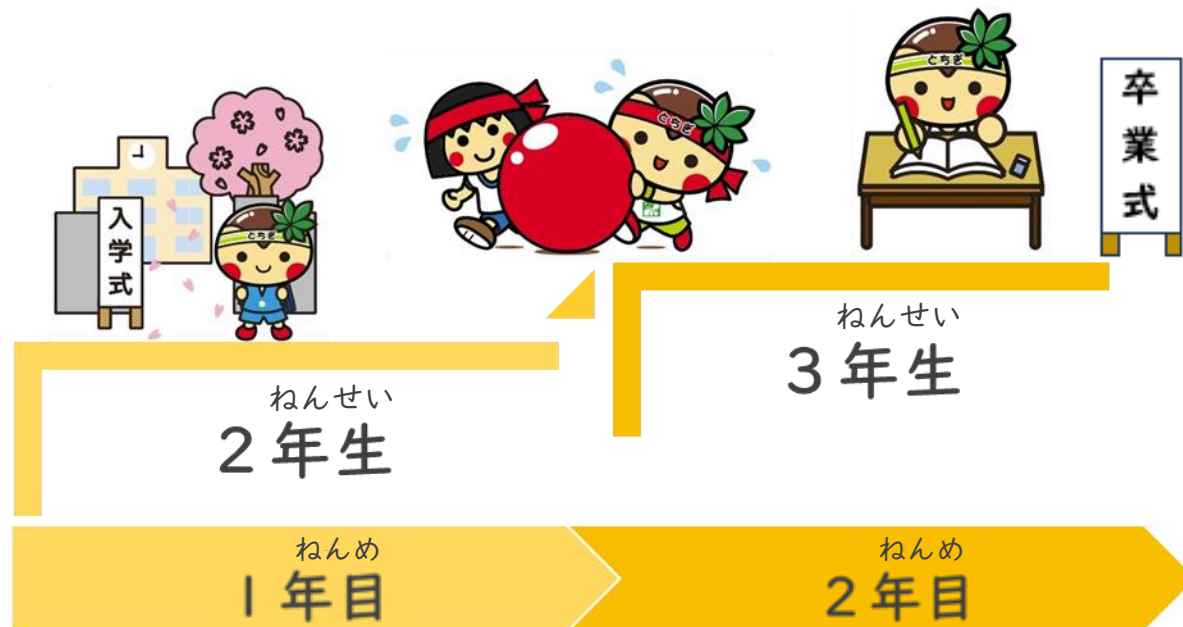 入学式
とちぎ
とちぎ
とちぎ
卒業式
ねんせい
2年生
ねんせい
3年生
ねんめ
1年目
ねんめ
2年目